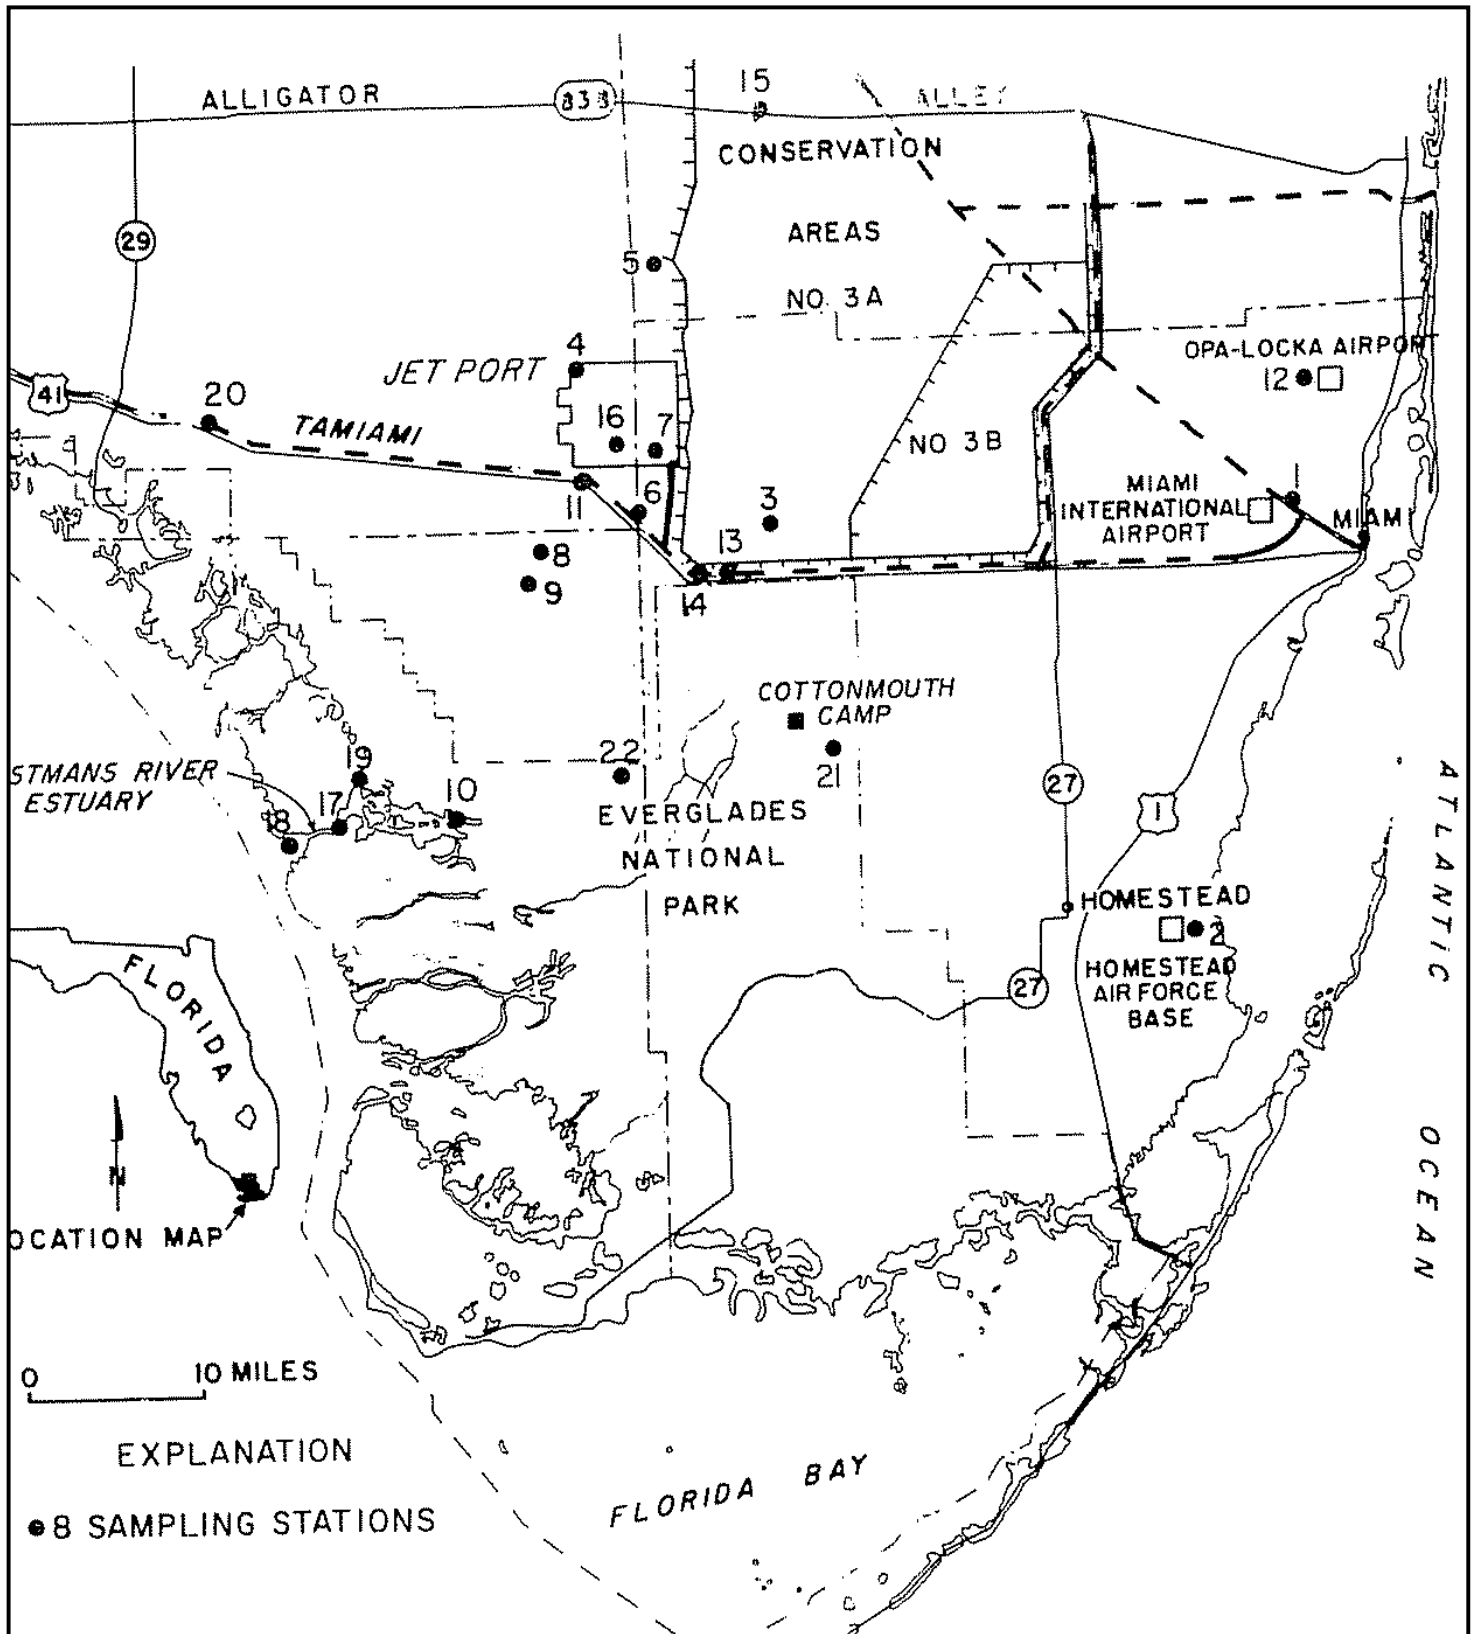 15
ALLIGATOR
838
ALLEY
CONSERVATION
29
AREAS
5
NO. 3A
4
JET PORT
OPA-LOCKA AIRPORT
12
41
20
TAMIAMI
16
7
NO 3B
1
11
6
3
MIAMI
INTERNATIONAL
AIRPORT
MIAMI
13
8
9
14
COTTONMOUTH
CAMP
21
22
19
STMANS RIVER
ESTUARY
17
10
18
27
1
EVERGLADES
NATIONAL
PARK
HOMESTEAD
2
HOMESTEAD
AIR FORCE
BASE
27
ATLANTIC
OCEAN
FLORIDA
N
OCATION MAP
0 10 MILES
EXPLANATION
8 SAMPLING STATIONS
FLORIDA BAY